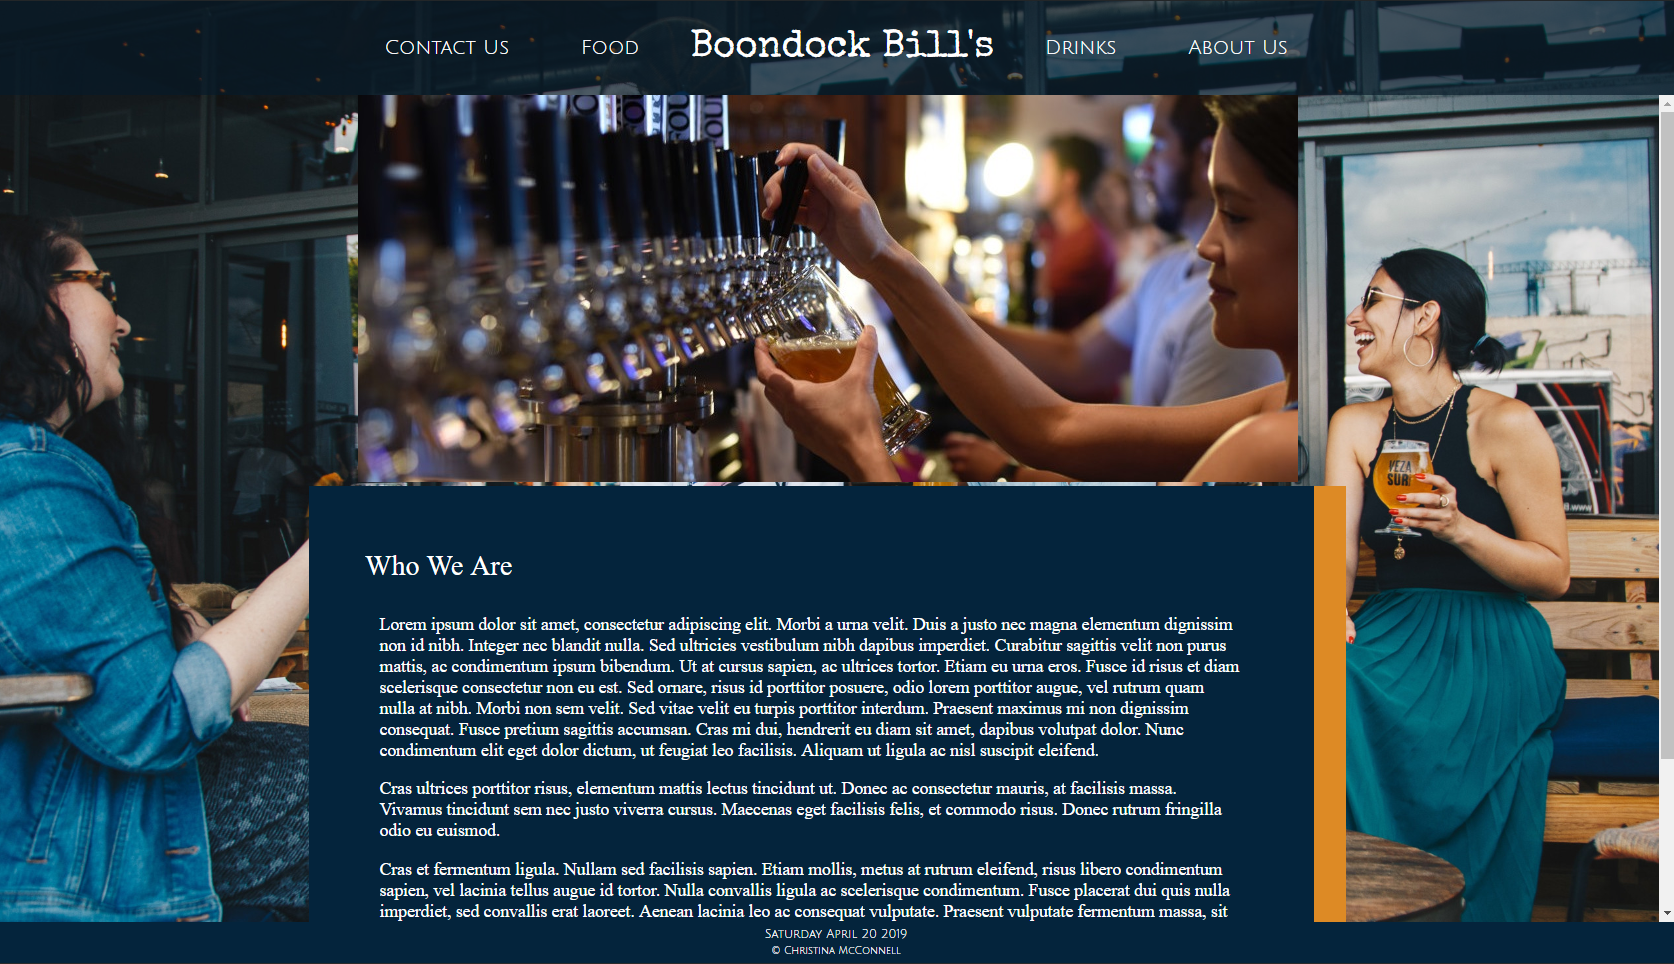 Contact Us
Food
Boondock Bill's
Drinks
About Us
VEZA
SUR
Who We Are
Lorem ipsum dolor sit amet, consectetur adipiscing elit. Morbi a urna velit. Duis a justo nec magna elementum dignissim
non id nibh. Integer nec blandit nulla. Sed ultricies vestibulum nibh dapibus imperdiet. Curabitur sagittis velit non purus
mattis, ac condimentum ipsum bibendum. Ut at cursus sapien, ac ultrices tortor. Etiam eu urna eros. Fusce id risus et diam
scelerisque consectetur non eu est. Sed ornare, risus id porttitor posuere, odio lorem porttitor augue, vel rutrum quam
nulla at nibh. Morbi non sem velit. Sed vitae velit eu turpis porttitor interdum. Praesent maximus mi non dignissim
consequat. Fusce pretium sagittis accumsan. Cras mi dui, hendrerit eu diam sit amet, dapibus volutpat dolor. Nunc
condimentum elit eget dolor dictum, ut feugiat leo facilisis. Aliquam ut ligula ac nisl suscipit eleifend.
Cras ultrices porttitor risus, elementum mattis lectus tincidunt ut. Donec ac consectetur mauris, at facilisis massa.
Vivamus tincidunt sem nec justo viverra cursus. Maecenas eget facilisis felis, et commodo risus. Donec rutrum fringilla
odio eu euismod.
Cras et fermentum ligula. Nullam sed facilisis sapien. Etiam mollis, metus at rutrum eleifend, risus libero condimentum
sapien, vel lacinia tellus augue id tortor. Nulla convallis ligula ac scelerisque condimentum. Fusce placerat dui quis nulla
imperdiet, sed convallis erat laoreet. Aenean lacinia leo ac consequat vulputate. Praesent vulputate fermentum massa, sit
Saturday April 20 2019
© Christina McConnell